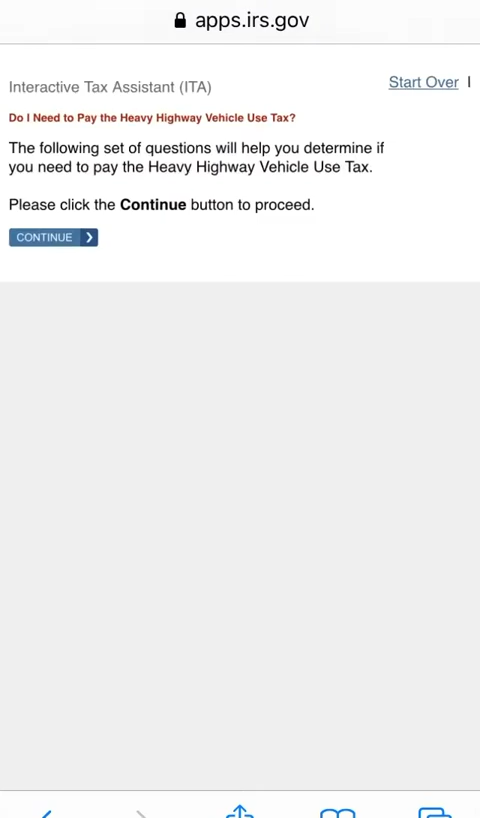 apps.irs.gov
Interactive Tax Assistant (ITA)
Start Over
Do I Need to Pay the Heavy Highway Vehicle Use Tax?
The following set of questions will help you determine if
you need to pay the Heavy Highway Vehicle Use Tax.
Please click the Continue button to proceed.
CONTINUE